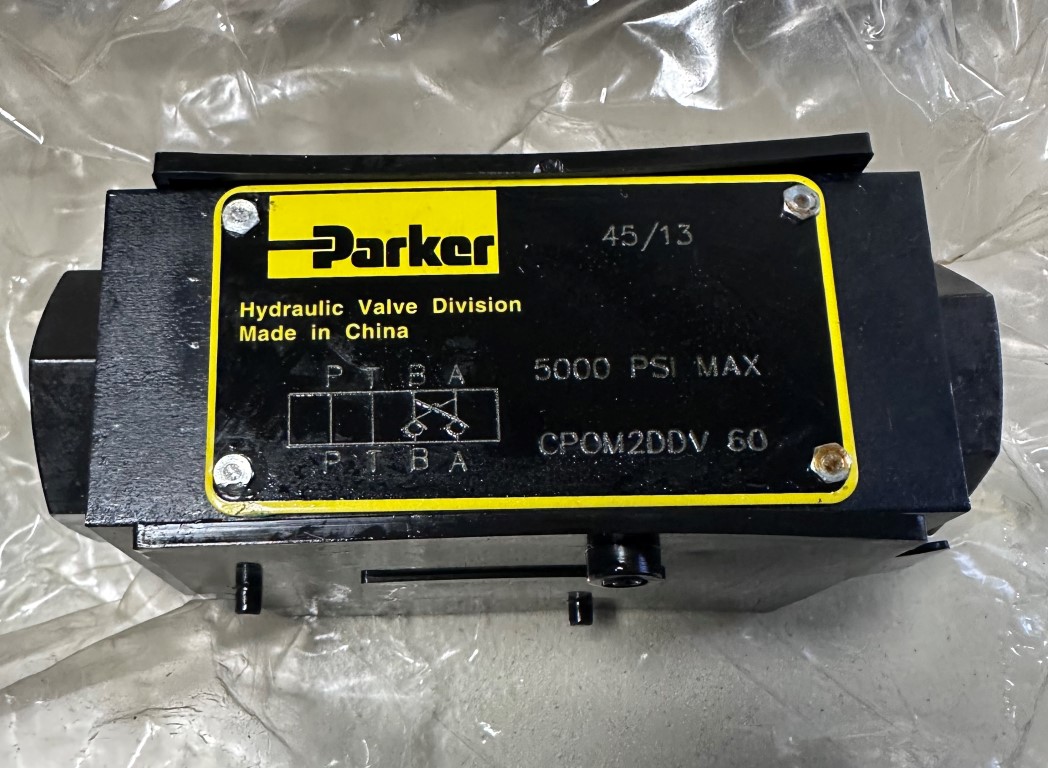 Parker
45/13
Hydraulic Valve Division
Made in China
P T B A
5000 PSI MAX
P T B A
CPOM2DDV 60